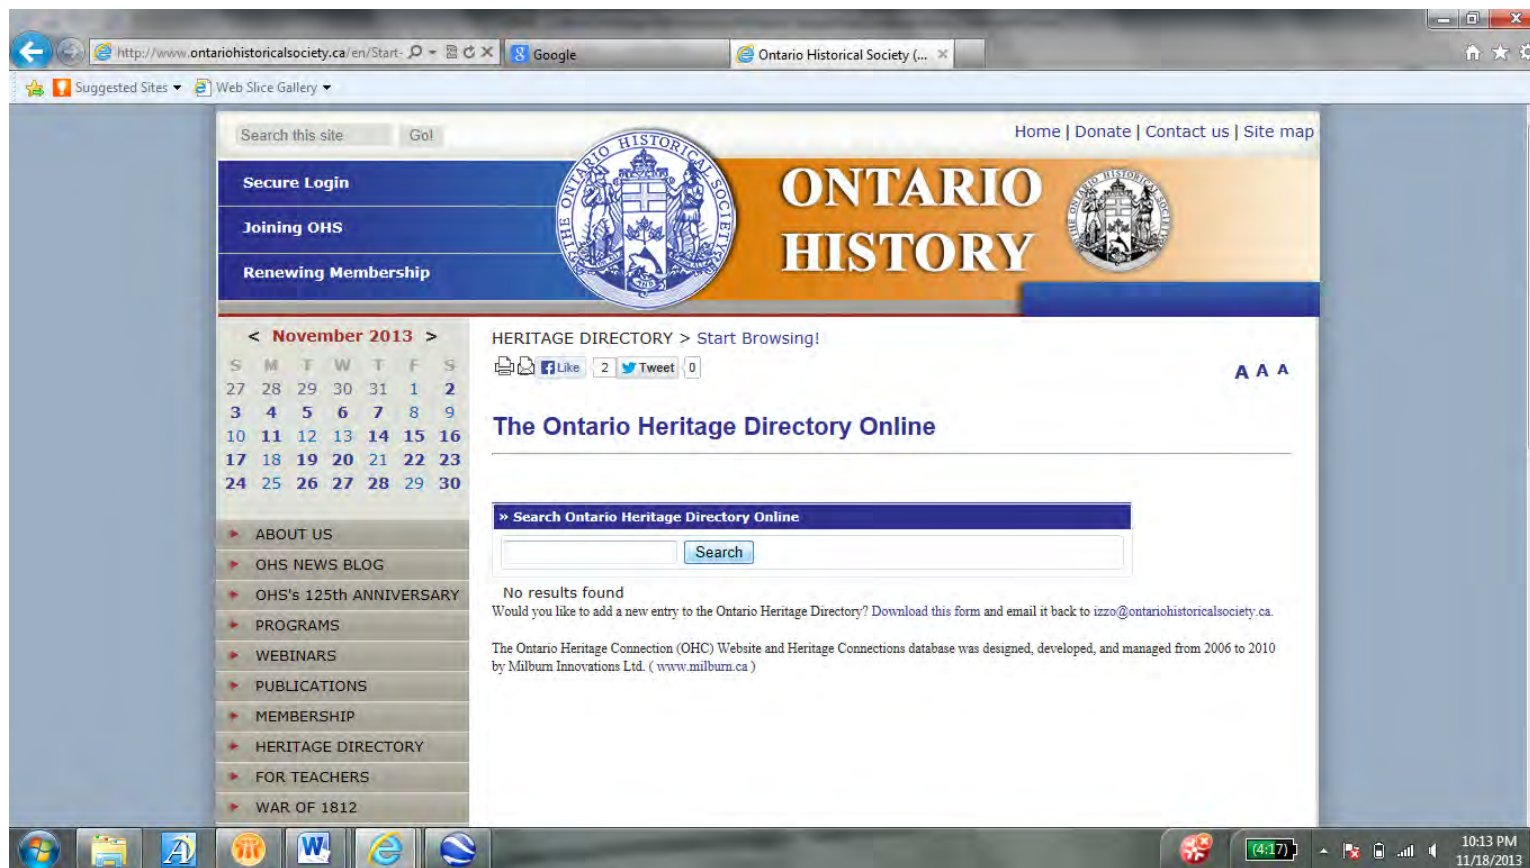 http://www.ontariohistoricalsociety.ca/en/Start-
Google
Ontario Historical Society (...
Suggested Sites
Web Slice Gallery
Search this site
Go!
Home | Donate | Contact us | Site map
Secure Login
Joining OHS
Renewing Membership
THE ONTARIO HISTORICAL SOCIETY
ONTARIO
HISTORY
< November 2013 >
S M T W T F S
27 28 29 30 31 1 2
3 4 5 6 7 8 9
10 11 12 13 14 15 16
17 18 19 20 21 22 23
24 25 26 27 28 29 30
ABOUT US
OHS NEWS BLOG
OHS's 125th ANNIVERSARY
PROGRAMS
WEBINARS
PUBLICATIONS
MEMBERSHIP
HERITAGE DIRECTORY
FOR TEACHERS
WAR OF 1812
HERITAGE DIRECTORY > Start Browsing!
Like 2 Tweet 0
A A A
The Ontario Heritage Directory Online
» Search Ontario Heritage Directory Online
Search
No results found
Would you like to add a new entry to the Ontario Heritage Directory? Download this form and email it back to izzo@ontariohistoricalsociety.ca.
The Ontario Heritage Connection (OHC) Website and Heritage Connections database was designed, developed, and managed from 2006 to 2010
by Milburn Innovations Ltd. ( www.milburn.ca )
(4:17)
10:13 PM
11/18/2013